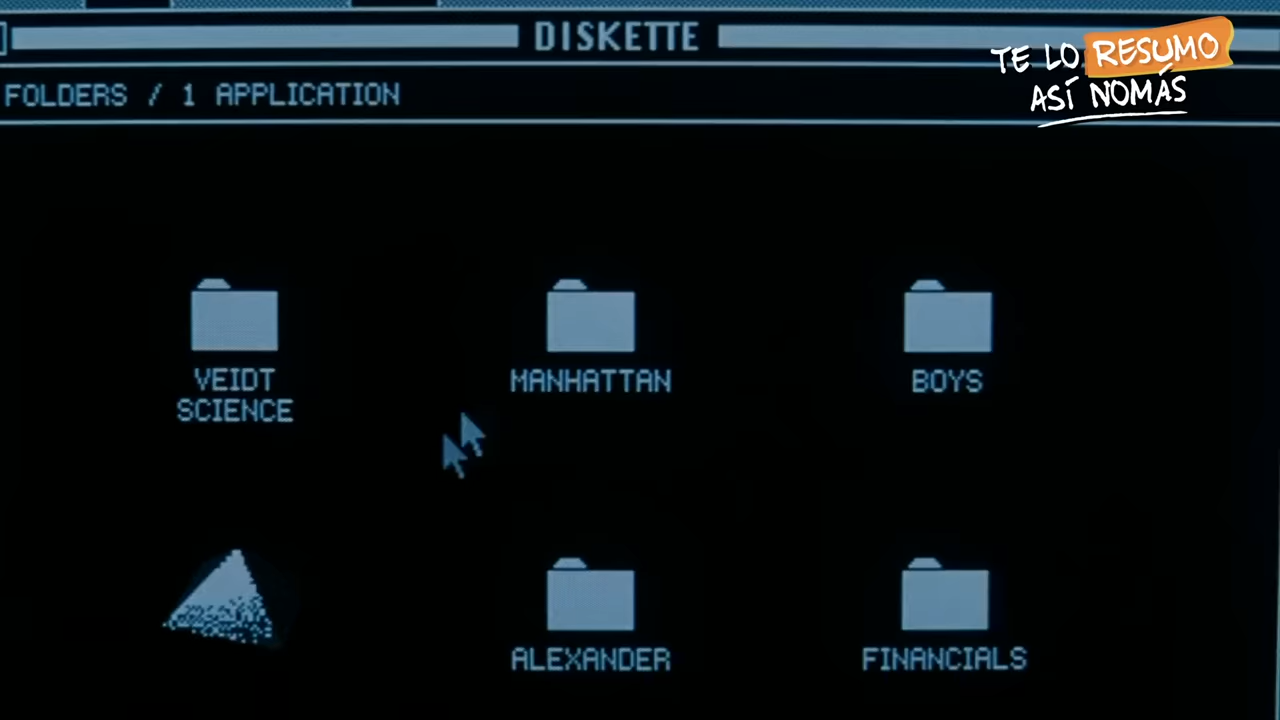 DISKETTE
TE LO RESUMO
ASÍ NOMÁS
FOLDERS / 1 APPLICATION
VEIDT
SCIENCE
MANHATTAN
BOYS
ALEXANDER
FINANCIALS